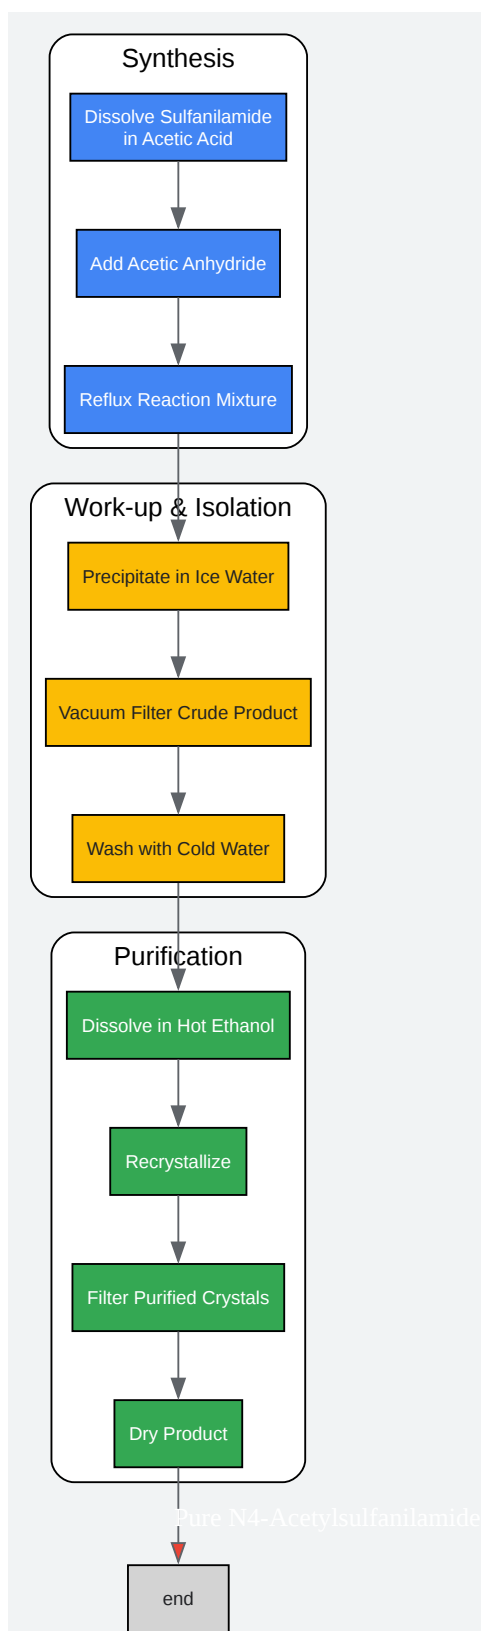 Synthesis
Dissolve Sulfanilamide
in Acetic Acid
Add Acetic Anhydride
Reflux Reaction Mixture
Work-up & Isolation
Precipitate in Ice Water
Vacuum Filter Crude Product
Wash with Cold Water
Purification
Dissolve in Hot Ethanol
Recrystallize
Filter Purified Crystals
Dry Product
Pure N4-Acetylsulfanilamide
end